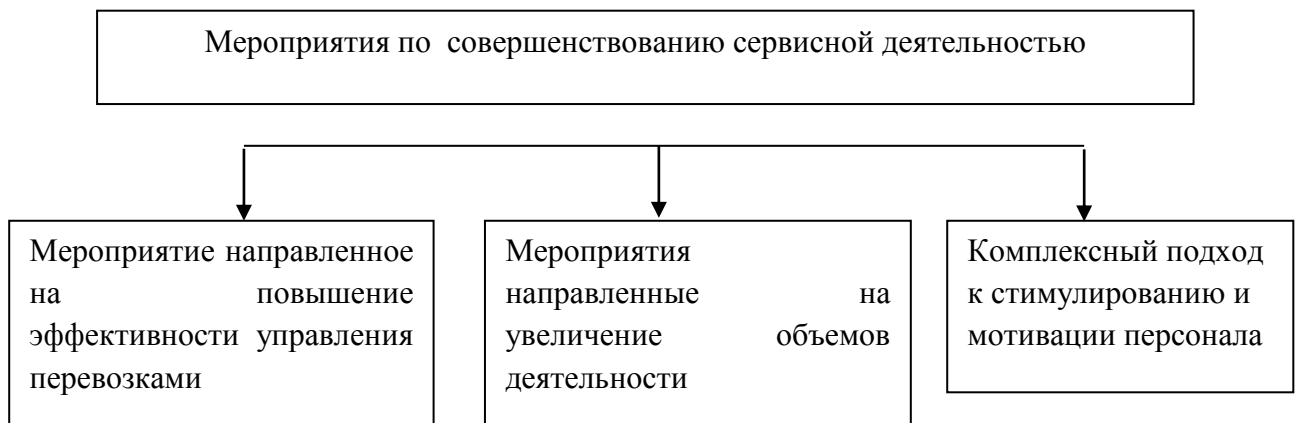 Мероприятия по совершенствованию сервисной деятельностью
Мероприятие направленное
на повышение
эффективности управления
перевозками
Мероприятия
направленные на
увеличение объемов
деятельности
Комплексный подход
к стимулированию и
мотивации персонала